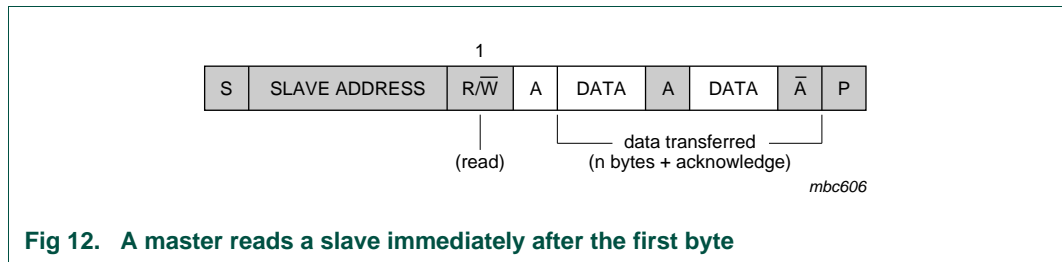 1
S SLAVE ADDRESS R/W̅ A DATA A DATA A̅ P
data transferred
(read) (n bytes + acknowledge)
mbc606
Fig 12. A master reads a slave immediately after the first byte